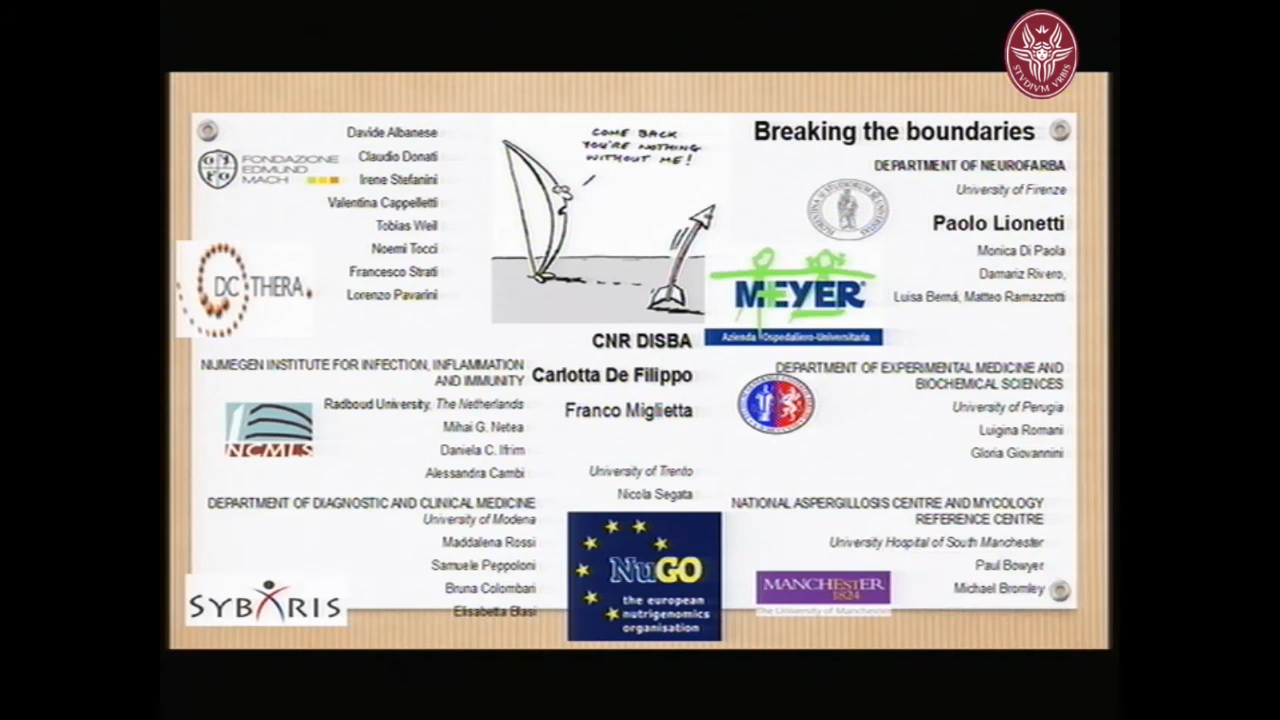 STVDIVM VRBIS
Breaking the boundaries
Davide Albanese
Claudio Donati
Irene Stefanini
Valentina Cappelletti
Tobias Weil
Noemi Tocci
Francesco Strati
Lorenzo Pavarini
FONDAZIONE
EDMUND
MACH
DC THERA
COME BACK
YOU'RE NOTHING
WITHOUT ME!
DEPARTMENT OF NEUROFARBA
University of Firenze
Paolo Lionetti
Monica Di Paola
Damariz Rivero,
Luisa Berná, Matteo Ramazzotti
MEYER
Azienda Ospedaliero-Universitaria
CNR DISBA
Carlotta De Filippo
Franco Miglietta
University of Trento
Nicola Segata
NIJMEGEN INSTITUTE FOR INFECTION, INFLAMMATION
AND IMMUNITY
Radboud University, The Netherlands
Mihai G. Netea
Daniela C. Ifrim
Alessandra Cambi
NCMLS
DEPARTMENT OF EXPERIMENTAL MEDICINE AND
BIOCHEMICAL SCIENCES
University of Perugia
Luigina Romani
Gloria Giovannini
DEPARTMENT OF DIAGNOSTIC AND CLINICAL MEDICINE
University of Modena
Maddalena Rossi
Samuele Peppoloni
Bruna Colombari
Elisabetta Blasi
SYBARIS
NuGO
the european
nutrigenomics
organisation
NATIONAL ASPERGILLOSIS CENTRE AND MYCOLOGY
REFERENCE CENTRE
University Hospital of South Manchester
Paul Bowyer
Michael Bromley
MANCHESTER
1824
The University of Manchester